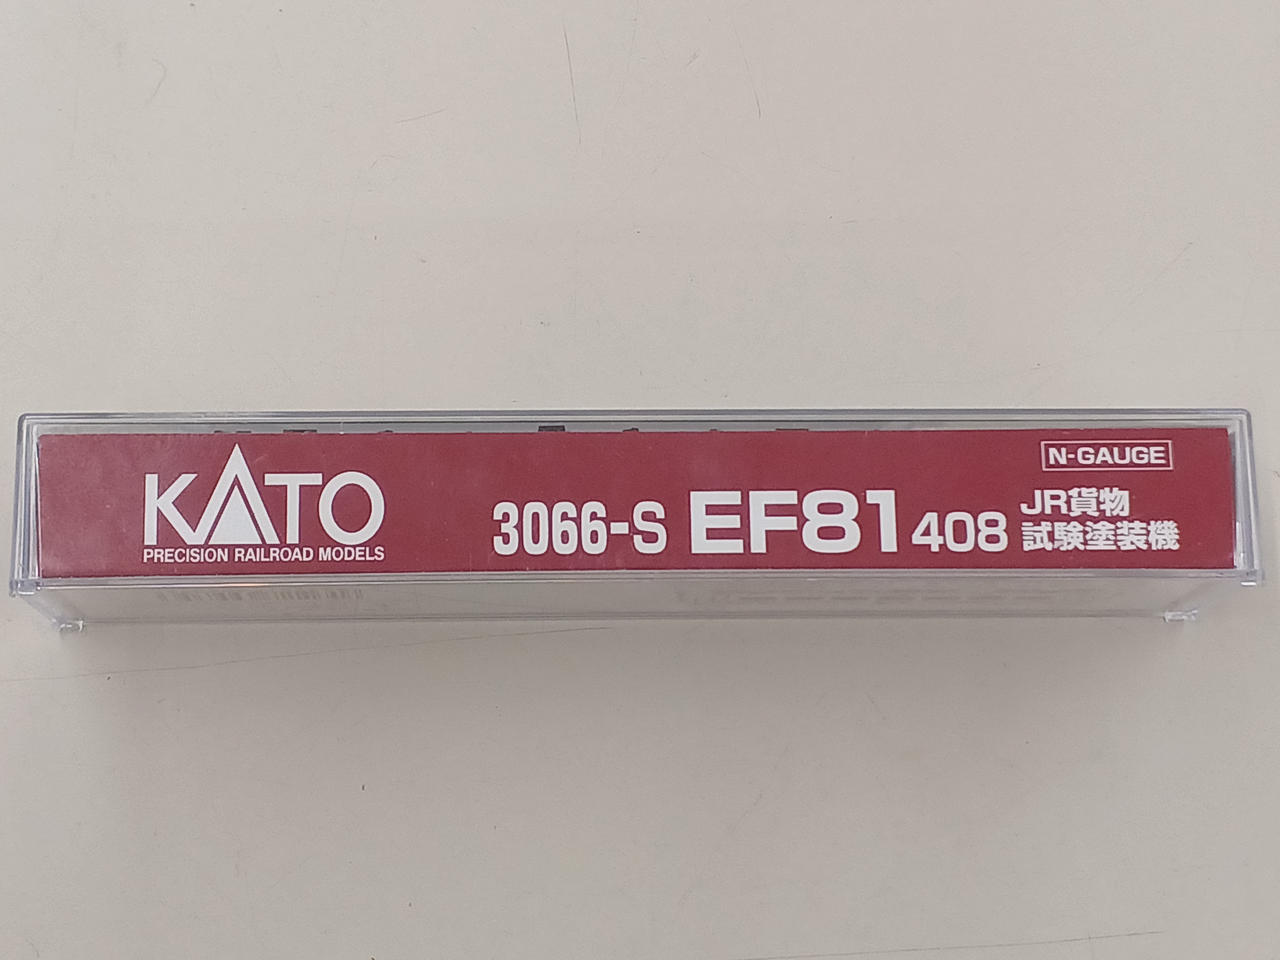 N-GAUGE
KATO
PRECISION RAILROAD MODELS
3066-S EF81 408 JR貨物
試験塗装機